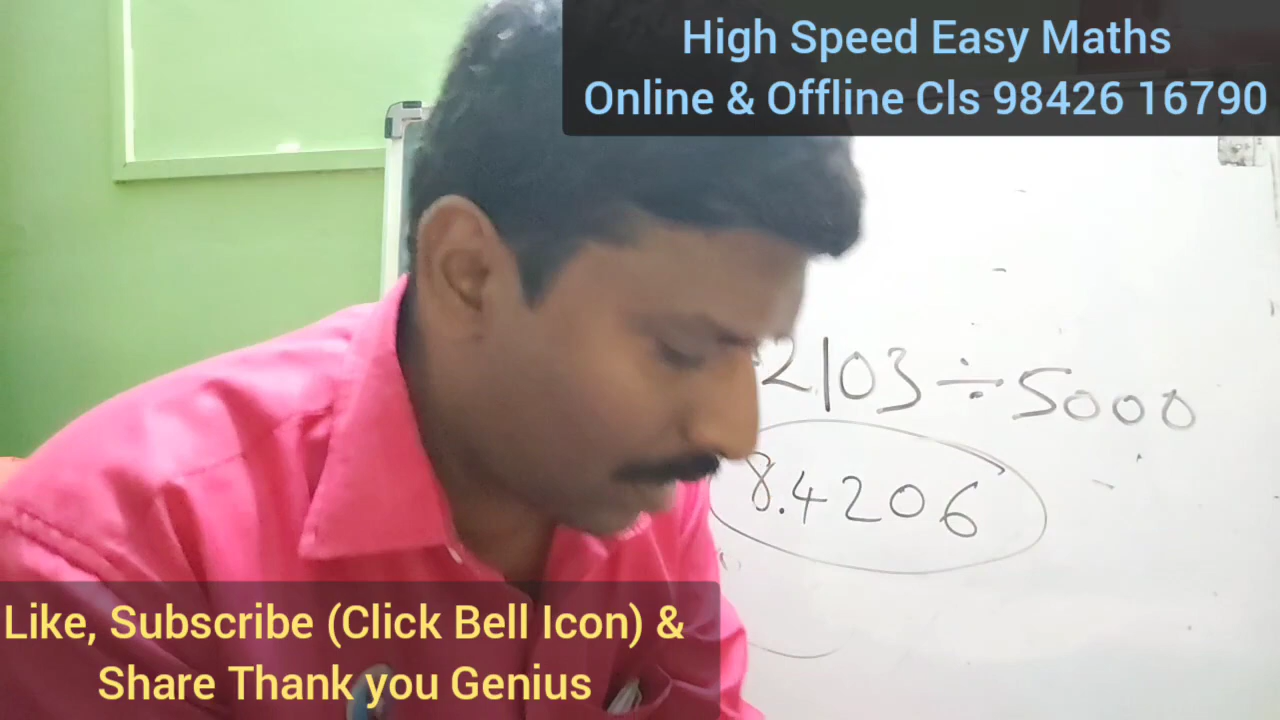 High Speed Easy Maths
Online & Offline Cls 98426 16790
2103 ÷ 5000
8.4206
Like, Subscribe (Click Bell Icon) &
Share Thank you Genius